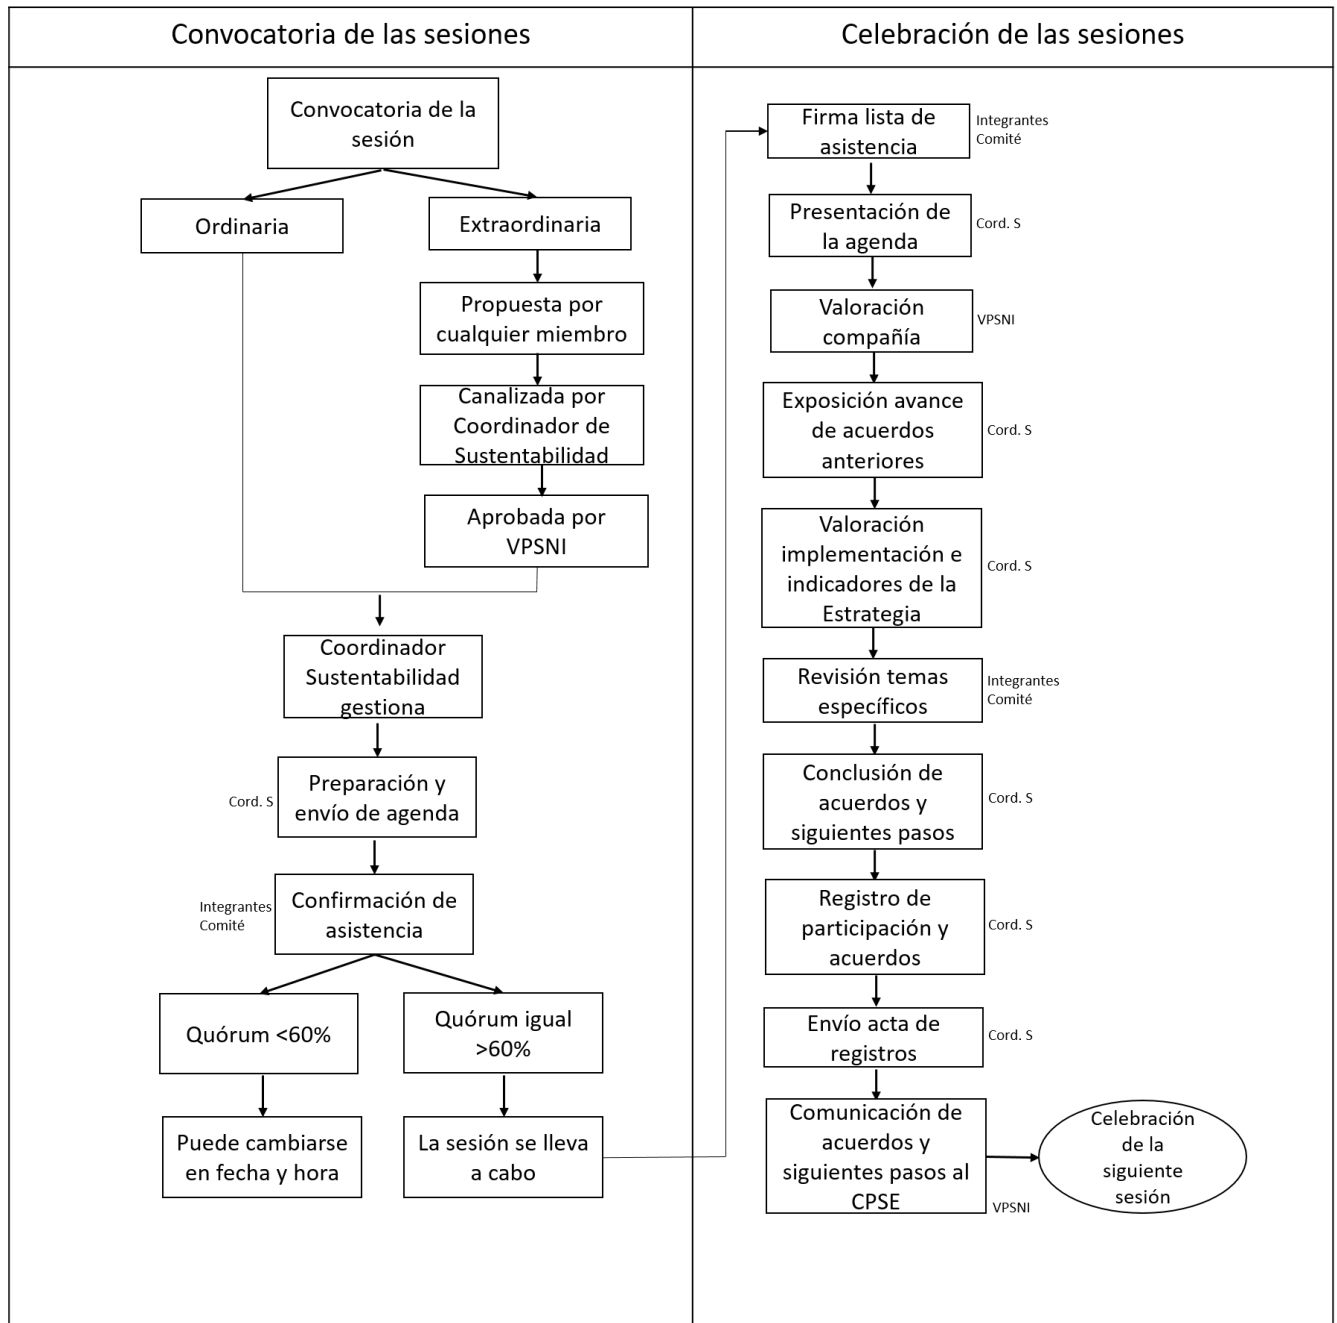 Convocatoria de las sesiones
Convocatoria de la
sesión
Ordinaria
Extraordinaria
Propuesta por
cualquier miembro
Canalizada por
Coordinador de
Sustentabilidad
Aprobada por
VPSNI
Coordinador
Sustentabilidad
gestiona
Cord. S
Preparación y
envío de agenda
Integrantes
Comité
Confirmación de
asistencia
Quórum <60%
Quórum igual
>60%
Puede cambiarse
en fecha y hora
La sesión se lleva
a cabo
Celebración de las sesiones
Firma lista de
asistencia
Integrantes
Comité
Presentación de
la agenda
Cord. S
Valoración
compañía
VPSNI
Exposición avance
de acuerdos
anteriores
Cord. S
Valoración
implementación e
indicadores de la
Estrategia
Cord. S
Revisión temas
específicos
Integrantes
Comité
Conclusión de
acuerdos y
siguientes pasos
Cord. S
Registro de
participación y
acuerdos
Cord. S
Envío acta de
registros
Cord. S
Comunicación de
acuerdos y
siguientes pasos al
CPSE
VPSNI
Celebración
de la
siguiente
sesión